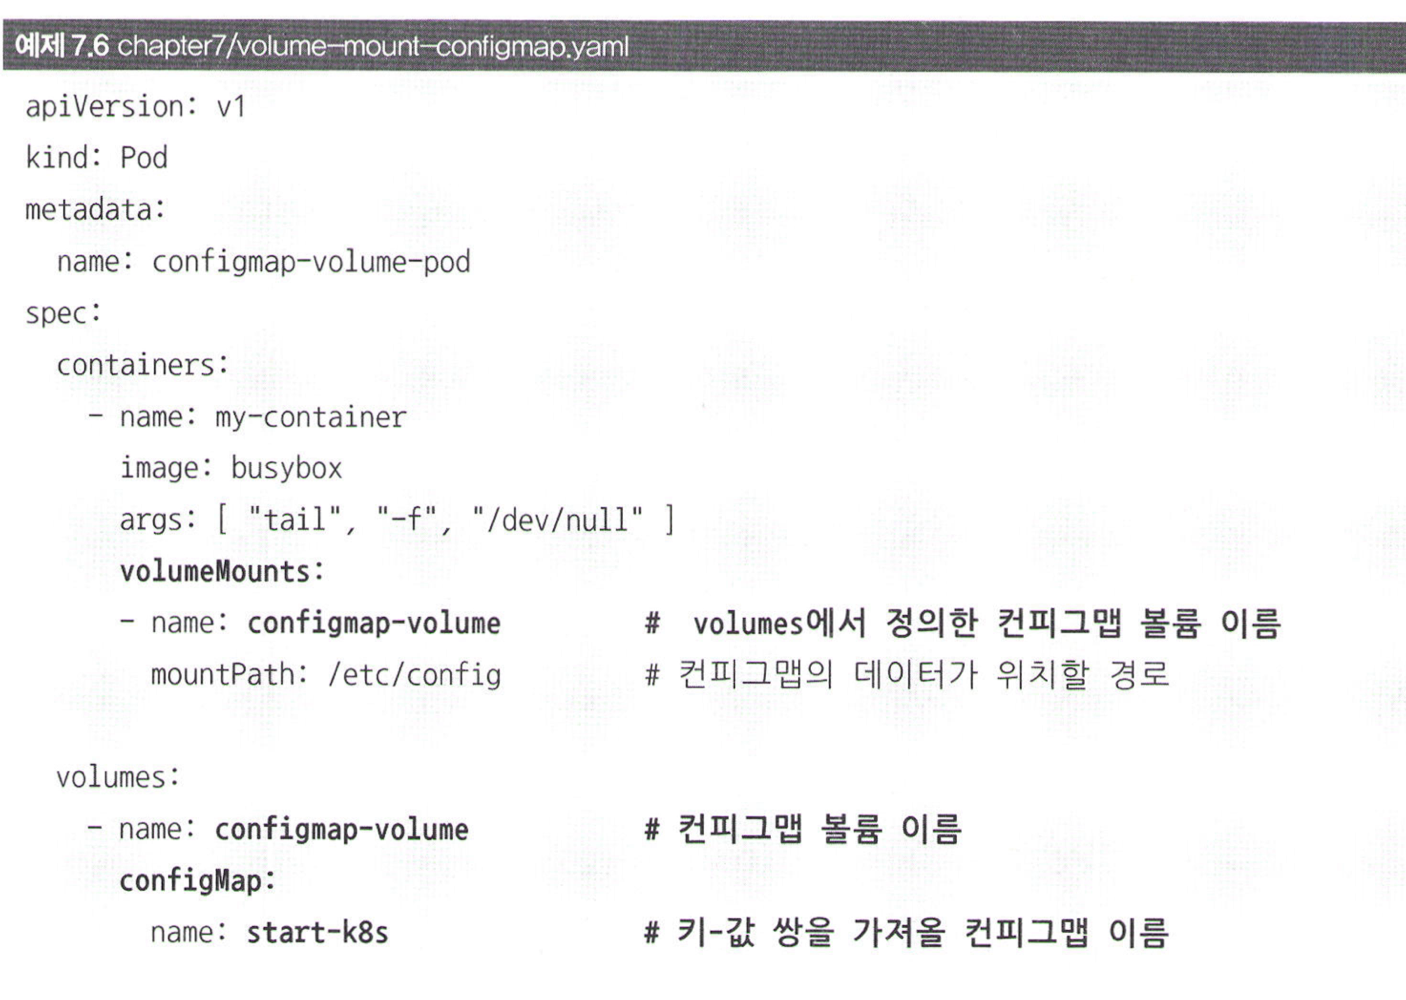 예제 7.6 chapter7/volume-mount-configmap.yaml
apiVersion: v1
kind: Pod
metadata:
  name: configmap-volume-pod
spec:
  containers:
    - name: my-container
      image: busybox
      args: [ "tail", "-f", "/dev/null" ]
      volumeMounts:
      - name: configmap-volume         #  volumes에서 정의한 컨피그맵 볼륨 이름
        mountPath: /etc/config         # 컨피그맵의 데이터가 위치할 경로
  volumes:
    - name: configmap-volume           # 컨피그맵 볼륨 이름
      configMap:
        name: start-k8s                # 키-값 쌍을 가져올 컨피그맵 이름